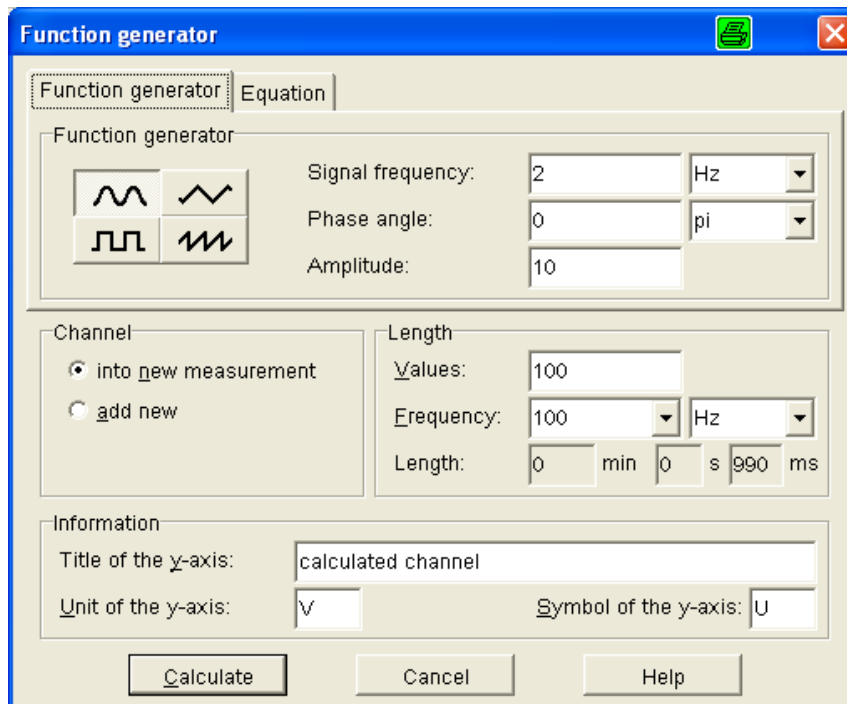 Function generator
Function generator Equation
Function generator
Signal frequency: 2 Hz
Phase angle: 0 pi
Amplitude: 10
Channel
into new measurement
add new
Length
Values: 100
Frequency: 100 Hz
Length: 0 min 0 s 990 ms
Information
Title of the y-axis: calculated channel
Unit of the y-axis: V Symbol of the y-axis: U
Calculate Cancel Help